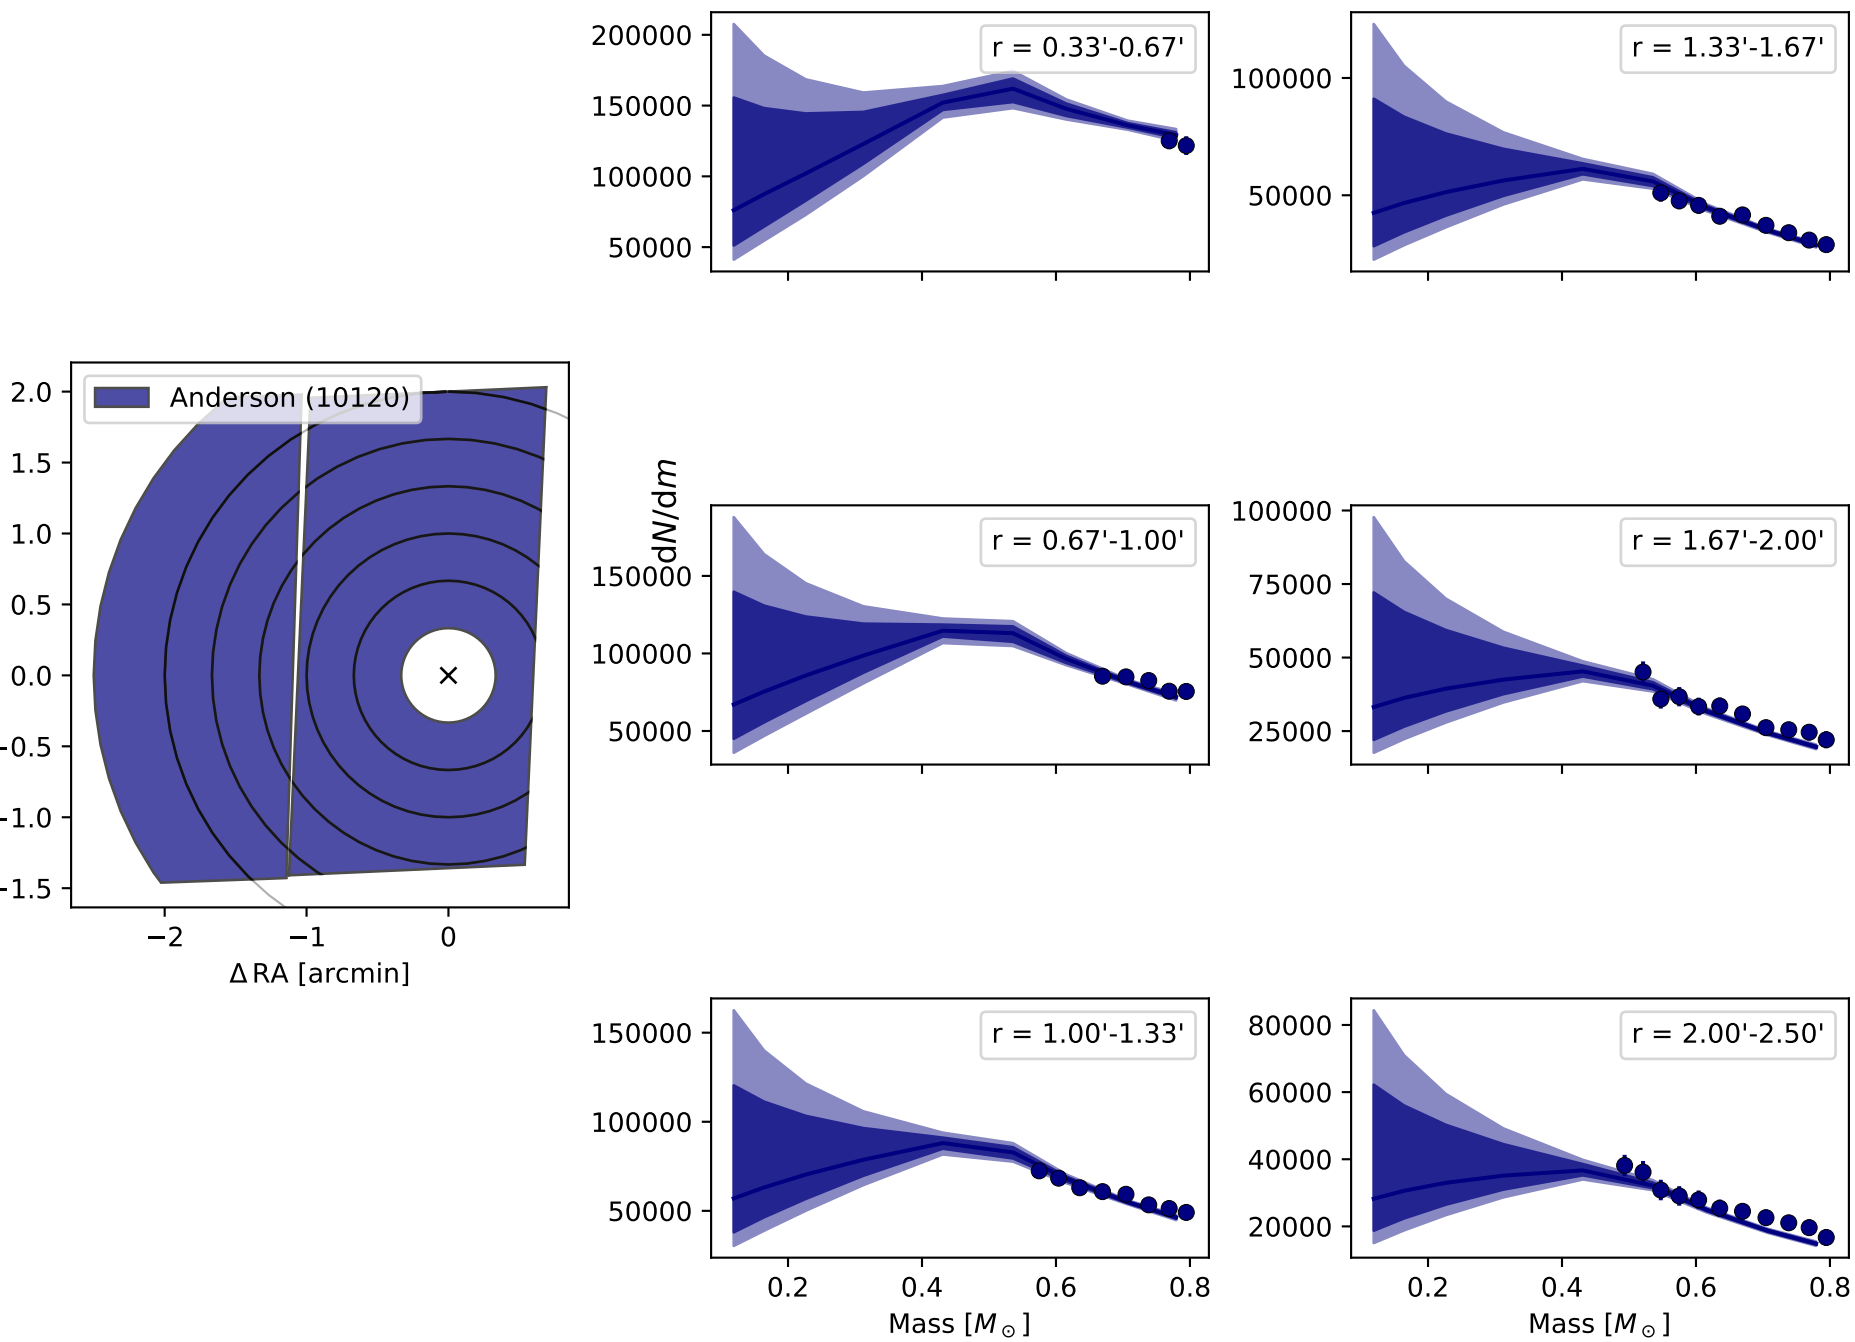 200000
150000
100000
50000
r = 0.33'-0.67'
100000
50000
r = 1.33'-1.67'
Anderson (10120)
2.0
1.5
1.0
0.5
0.0
−0.5
−1.0
−1.5
−2 −1 0
Δ RA [arcmin]
dN/dm
150000
100000
50000
r = 0.67'-1.00'
100000
75000
50000
25000
r = 1.67'-2.00'
150000
100000
50000
r = 1.00'-1.33'
0.2 0.4 0.6 0.8
Mass [M⊙]
80000
60000
40000
20000
r = 2.00'-2.50'
0.2 0.4 0.6 0.8
Mass [M⊙]